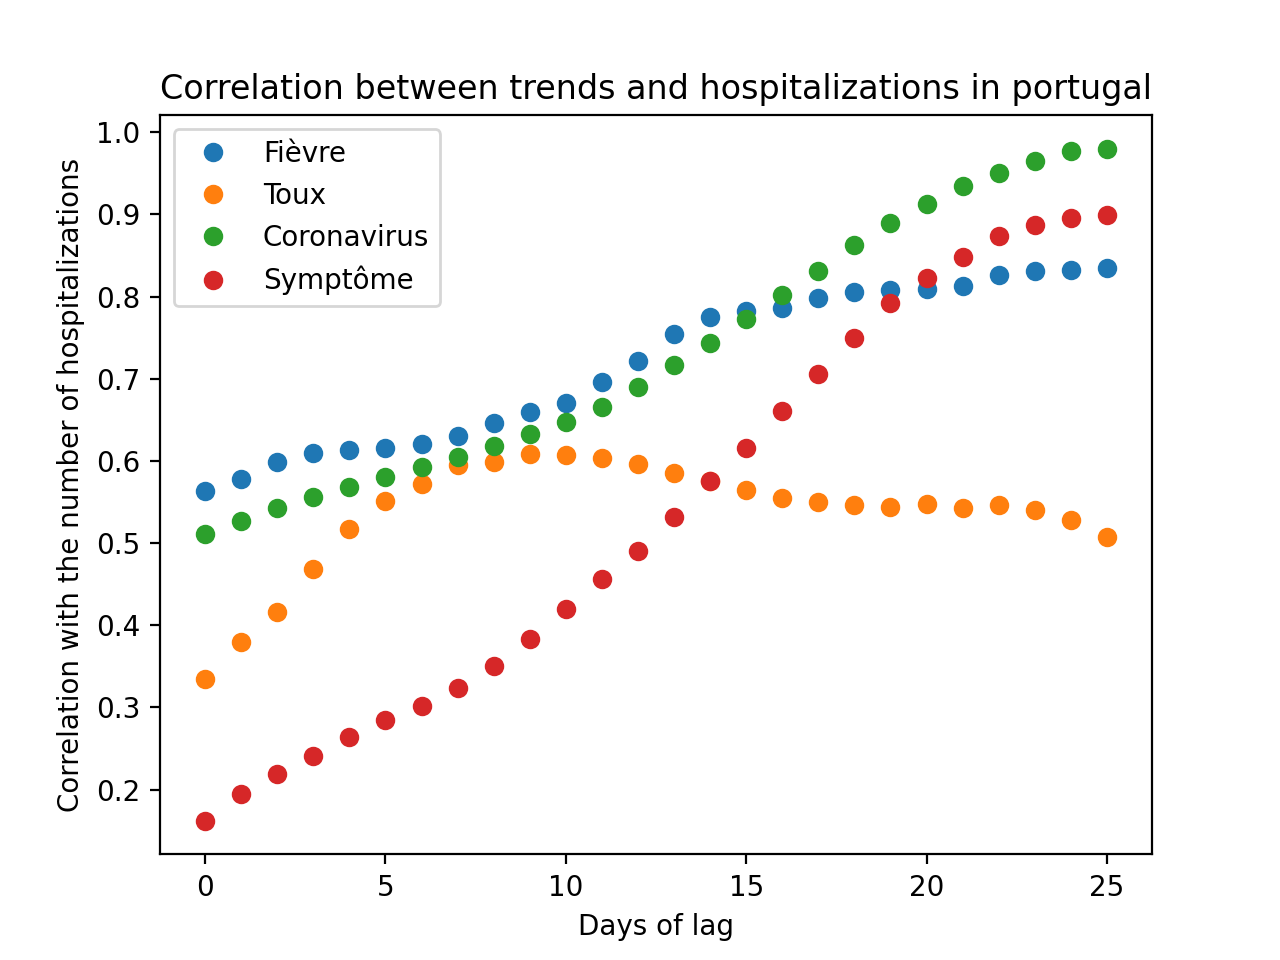 Correlation between trends and hospitalizations in portugal
Fièvre
Toux
Coronavirus
Symptôme
Correlation with the number of hospitalizations
1.0
0.9
0.8
0.7
0.6
0.5
0.4
0.3
0.2
0 5 10 15 20 25
Days of lag